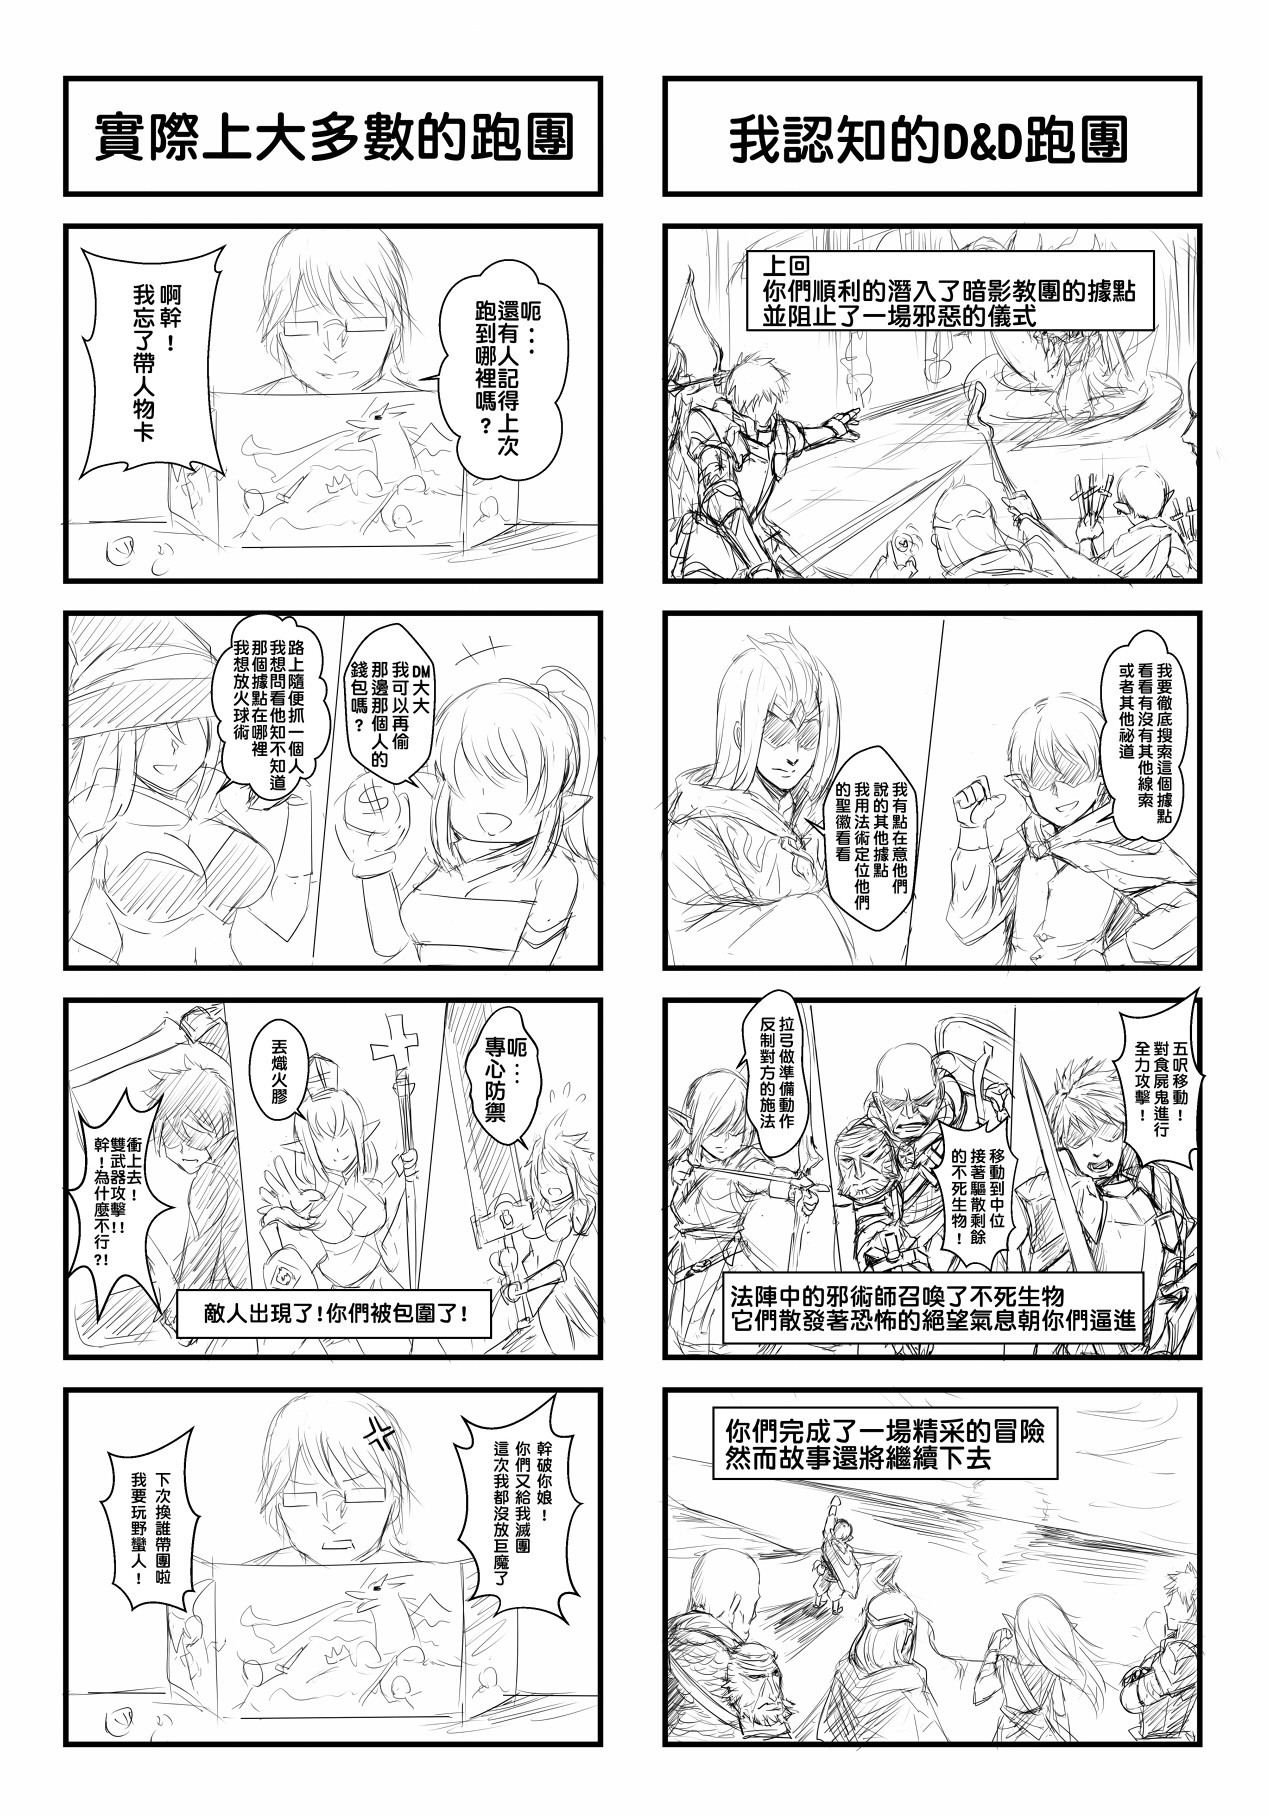 我認知的D&D跑團
上回
你們順利的潛入了暗影教團的據點
並阻止了一場邪惡的儀式
我要徹底搜索這個據點
看看有沒有其他線索
或者其他祕道
我有點在意他們
說的其他據點
我用法術定位他們
的聖徽看看
五呎移動！
對食屍鬼進行
全力攻擊！
移動到中位
接著驅散剩餘
的不死生物！
拉弓做準備動作
反制對方的施法
法陣中的邪術師召喚了不死生物
它們散發著恐怖的絕望氣息朝你們逼進
你們完成了一場精采的冒險
然而故事還將繼續下去
實際上大多數的跑團
呃...
還有人記得上次
跑到哪裡嗎？
啊幹！
我忘了帶人物卡
DM大大
我可以再偷
那邊那個人的
錢包嗎？
路上隨便抓一個人
我想問看他知不知道
那個據點在哪裡
我想放火球術
呃...
專心防禦
丟熾火膠
衝上去！
雙武器攻擊！！
幹！為什麼不行？！
敵人出現了！你們被包圍了！
幹破你娘！
你們又給我滅團
這次我都沒放巨魔了
下次換誰帶團啦
我要玩野蠻人！